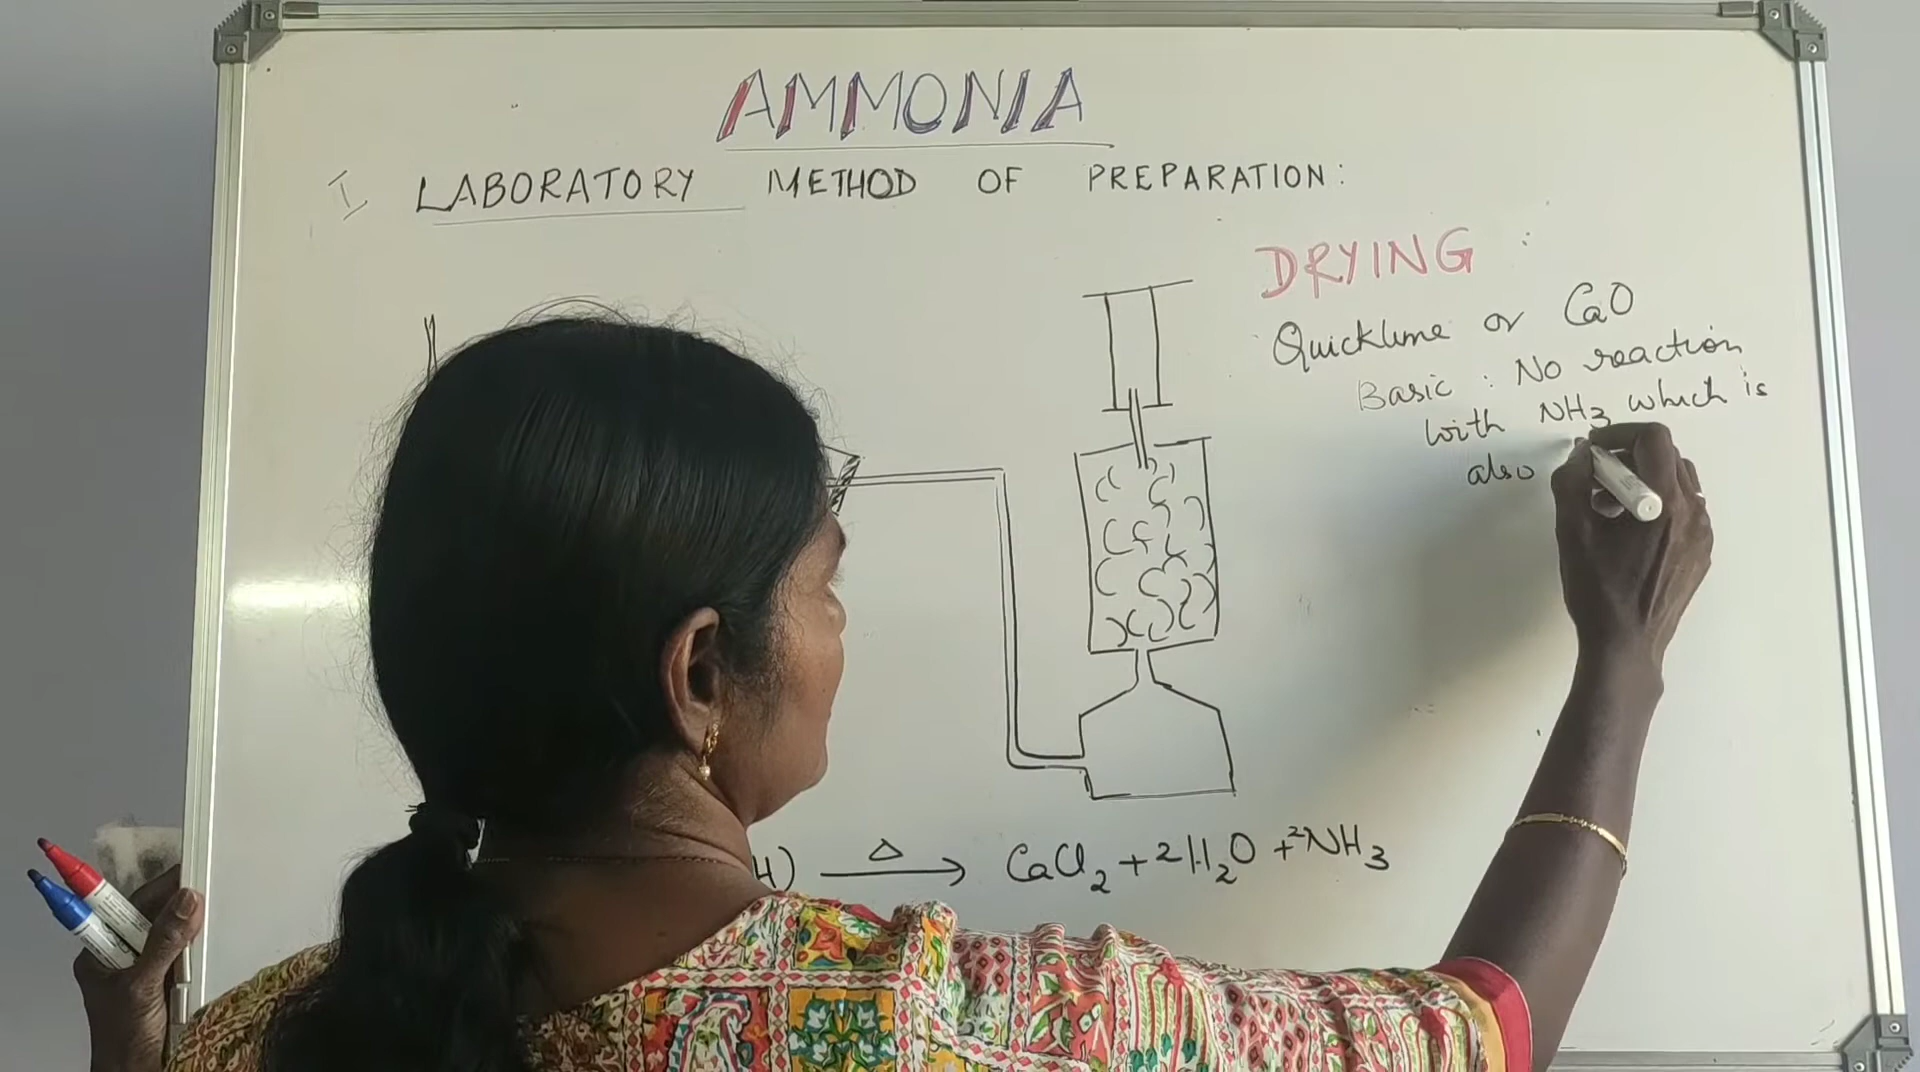 AMMONIA
I LABORATORY METHOD OF PREPARATION:
DRYING :
Quicklime or CaO
Basic : No reaction
with NH3 which is
also
H) Δ → CaCl2 + 2H2O + 2NH3